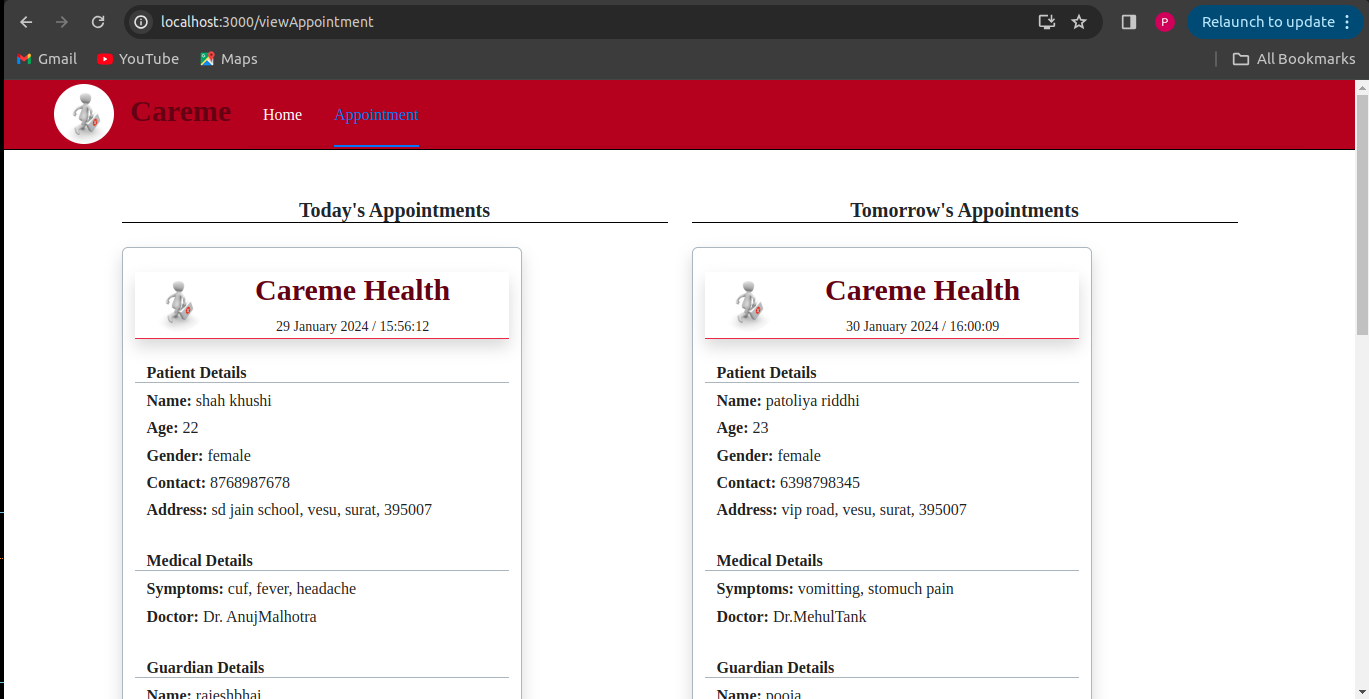 localhost:3000/viewAppointment
P
Relaunch to update
Gmail
YouTube
Maps
All Bookmarks
Careme
Home
Appointment
Today's Appointments
Careme Health
29 January 2024 / 15:56:12
Patient Details
Name: shah khushi
Age: 22
Gender: female
Contact: 8768987678
Address: sd jain school, vesu, surat, 395007
Medical Details
Symptoms: cuf, fever, headache
Doctor: Dr. AnujMalhotra
Guardian Details
Name: rajeshbhai
Tomorrow's Appointments
Careme Health
30 January 2024 / 16:00:09
Patient Details
Name: patoliya riddhi
Age: 23
Gender: female
Contact: 6398798345
Address: vip road, vesu, surat, 395007
Medical Details
Symptoms: vomitting, stomuch pain
Doctor: Dr.MehulTank
Guardian Details
Name: pooja